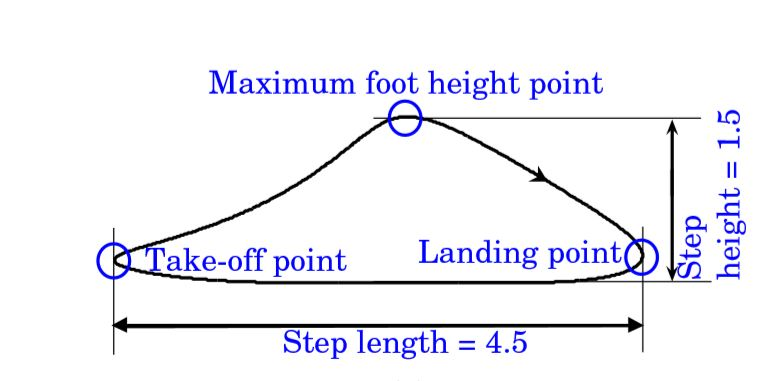 Maximum foot height point
Take-off point
Landing point
Step
height = 1.5
Step length = 4.5